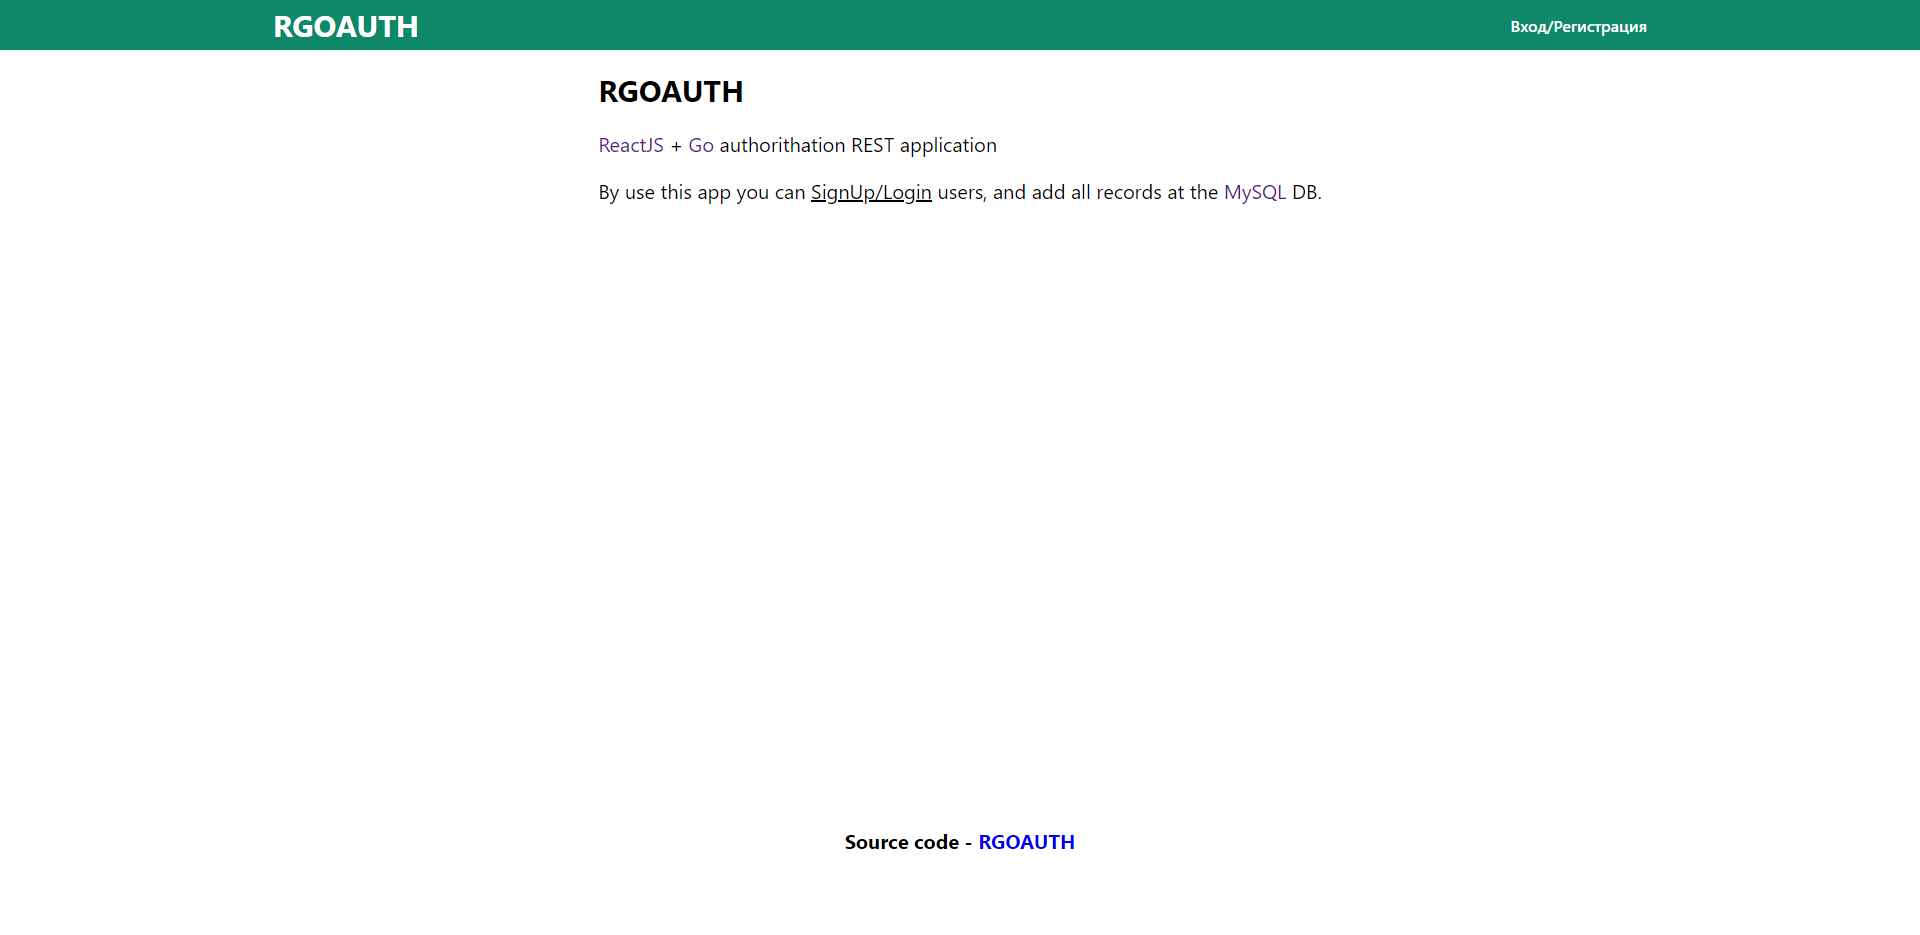 RGOAUTH
Вход/Регистрация
RGOAUTH
ReactJS + Go authorithation REST application
By use this app you can SignUp/Login users, and add all records at the MySQL DB.
Source code - RGOAUTH